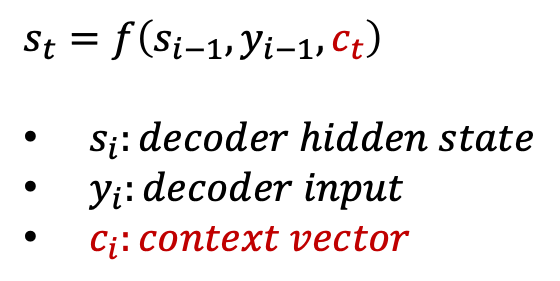 s_t = f(s_{i−1}, y_{i−1}, c_t)
• s_i: decoder hidden state
• y_i: decoder input
• c_i: context vector